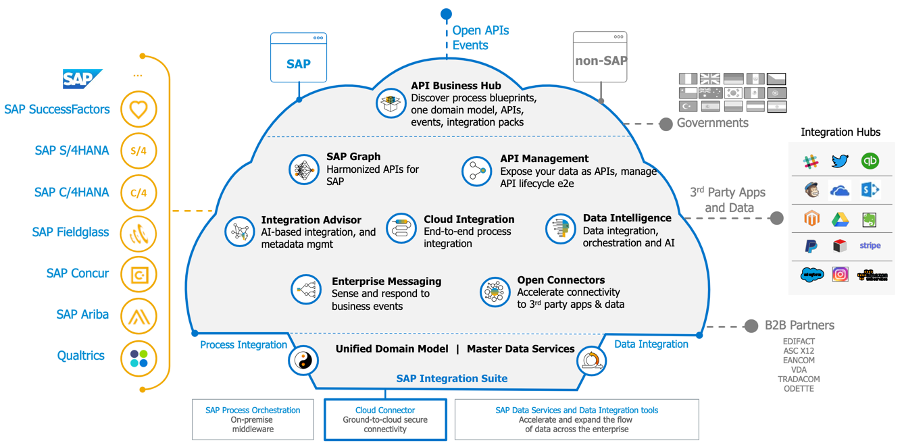 Open APIs
Events
SAP
non-SAP
SAP
...
SAP SuccessFactors
SAP S/4HANA
S/4
SAP C/4HANA
C/4
SAP Fieldglass
SAP Concur
C
SAP Ariba
Qualtrics
API Business Hub
Discover process blueprints,
one domain model, APIs,
events, integration packs
SAP Graph
Harmonized APIs for
SAP
API Management
Expose your data as APIs, manage
API lifecycle e2e
Integration Advisor
AI-based integration, and
metadata mgmt
Cloud Integration
End-to-end process
integration
Data Intelligence
Data integration,
orchestration and AI
Enterprise Messaging
Sense and respond to
business events
Open Connectors
Accelerate connectivity
to 3rd party apps & data
Process Integration
Unified Domain Model | Master Data Services
Data Integration
SAP Integration Suite
SAP Process Orchestration
On-premise
middleware
Cloud Connector
Ground-to-cloud secure
connectivity
SAP Data Services and Data Integration tools
Accelerate and expand the flow
of data across the enterprise
Governments
3rd Party Apps
and Data
Integration Hubs
qb
stripe
B2B Partners
EDIFACT
ASC X12
EANCOM
VDA
TRADACOM
ODETTE